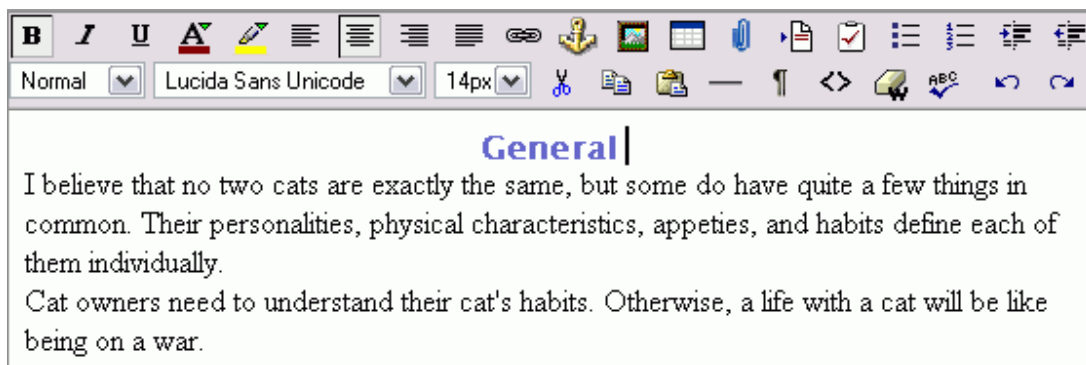 B I U A
Normal Lucida Sans Unicode 14px ABC
General
I believe that no two cats are exactly the same, but some do have quite a few things in
common. Their personalities, physical characteristics, appeties, and habits define each of
them individually.
Cat owners need to understand their cat's habits. Otherwise, a life with a cat will be like
being on a war.